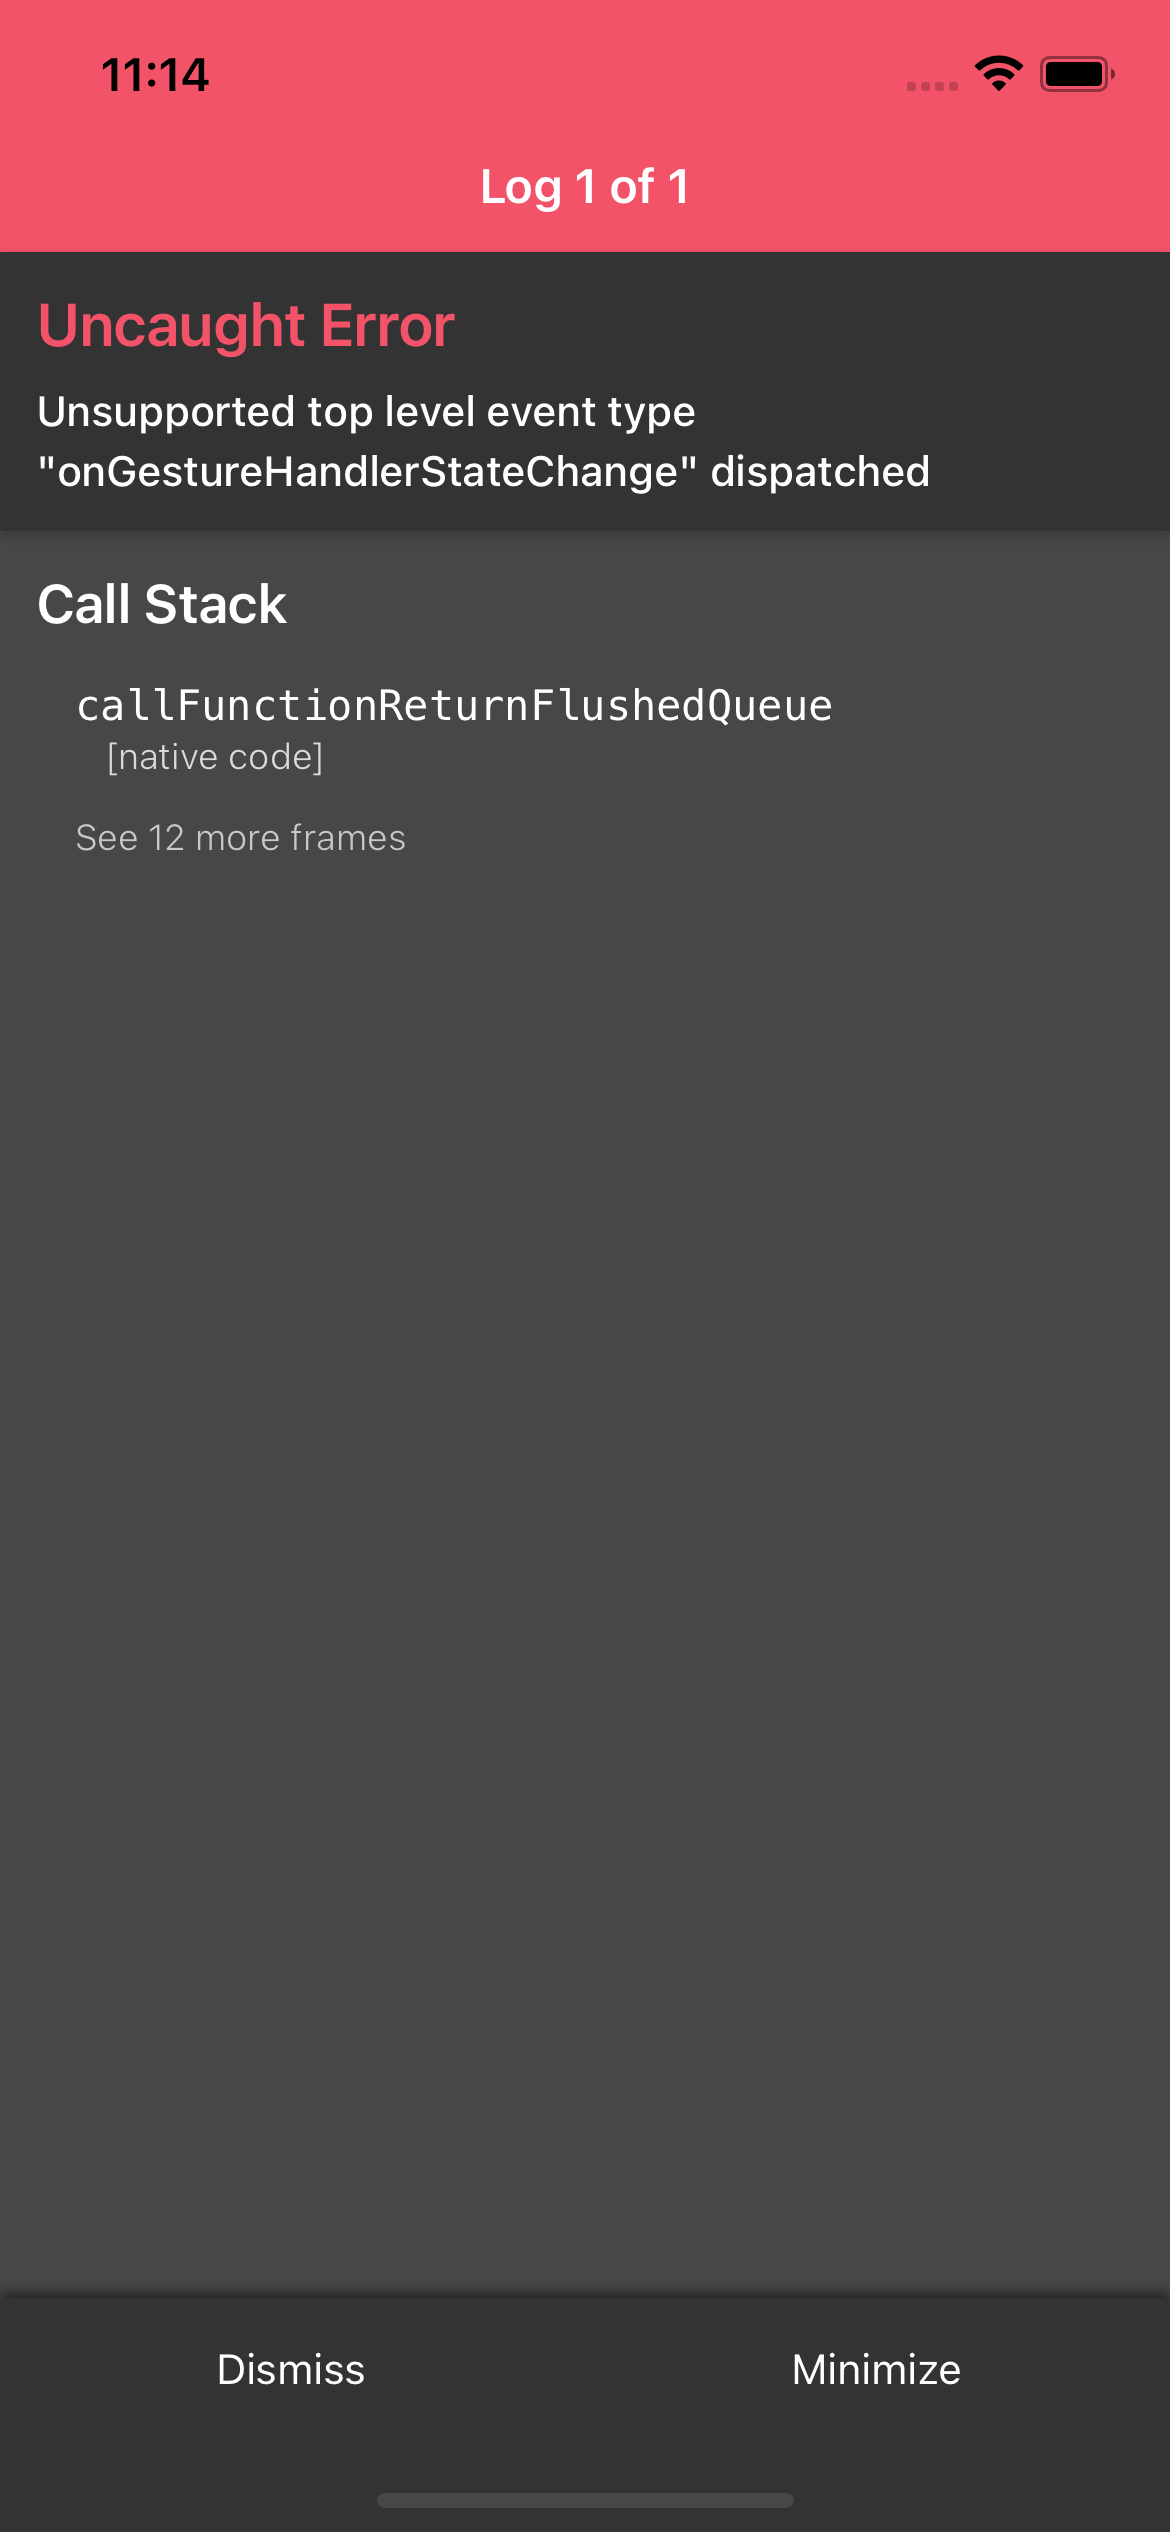 11:14
Log 1 of 1
Uncaught Error
Unsupported top level event type
"onGestureHandlerStateChange" dispatched
Call Stack
callFunctionReturnFlushedQueue
[native code]
See 12 more frames
Dismiss
Minimize